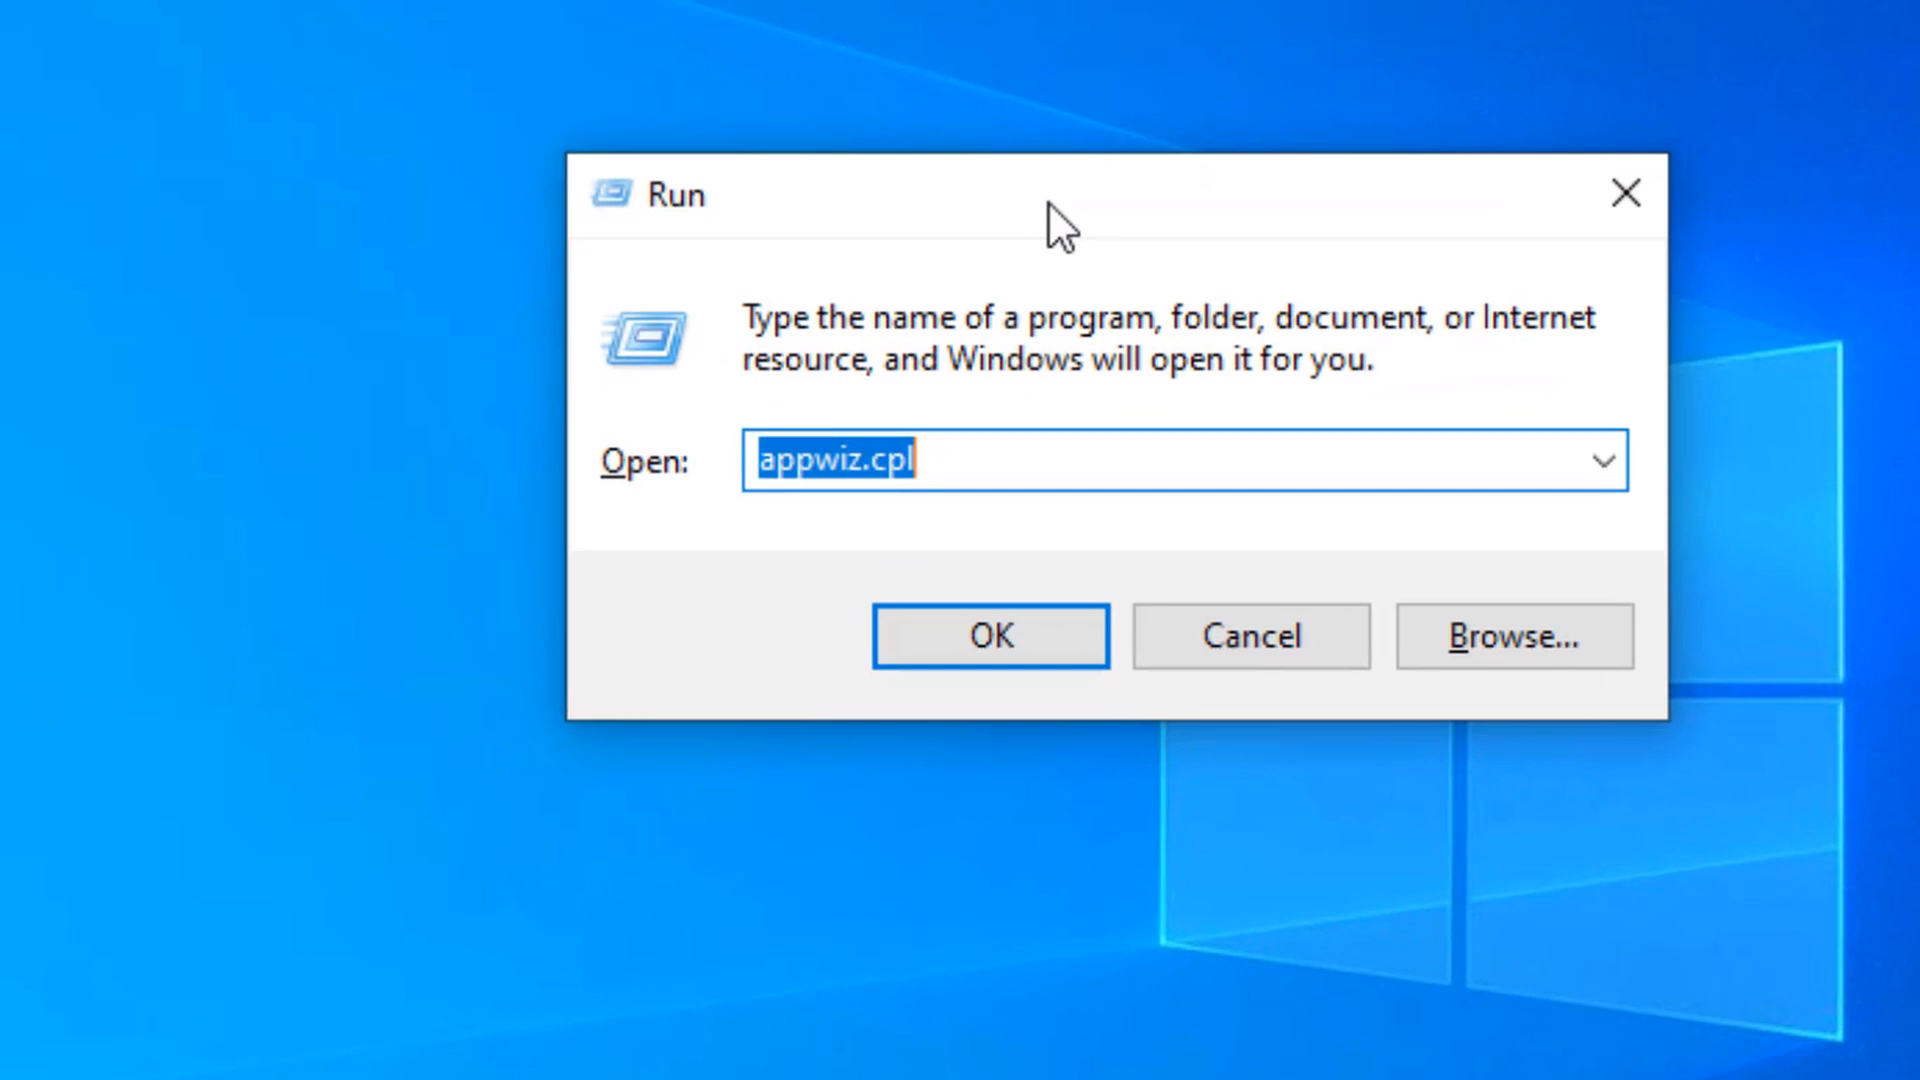 Run
Type the name of a program, folder, document, or Internet
resource, and Windows will open it for you.
Open: appwiz.cpl
OK Cancel Browse...